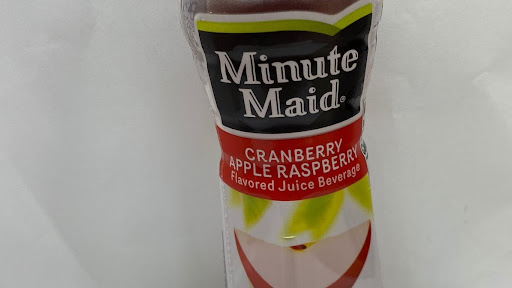 Minute
Maid®
CRANBERRY
APPLE RASPBERRY
Flavored Juice Beverage